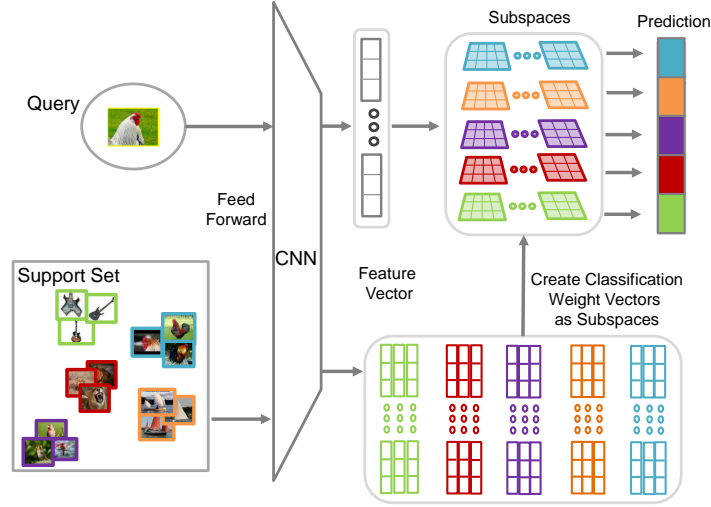 Subspaces
Prediction
Query
Feed
Forward
CNN
Support Set
Feature
Vector
Create Classification
Weight Vectors
as Subspaces